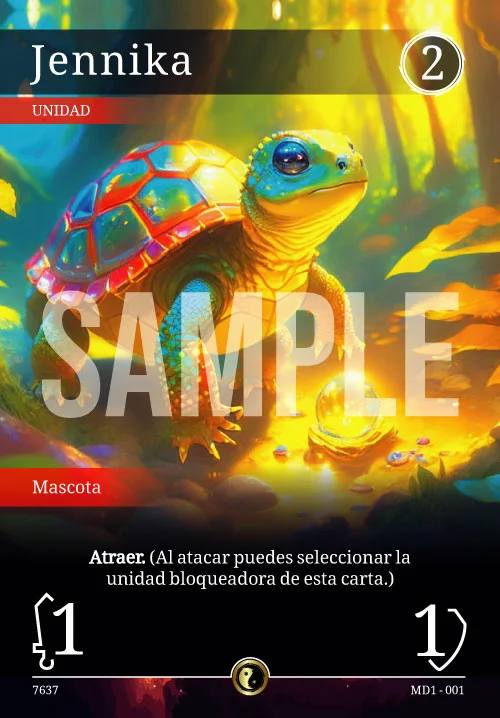 Jennika
2
UNIDAD
SAMPLE
Mascota
Atraer. (Al atacar puedes seleccionar la
unidad bloqueadora de esta carta.)
1
1
7637
MD1 - 001